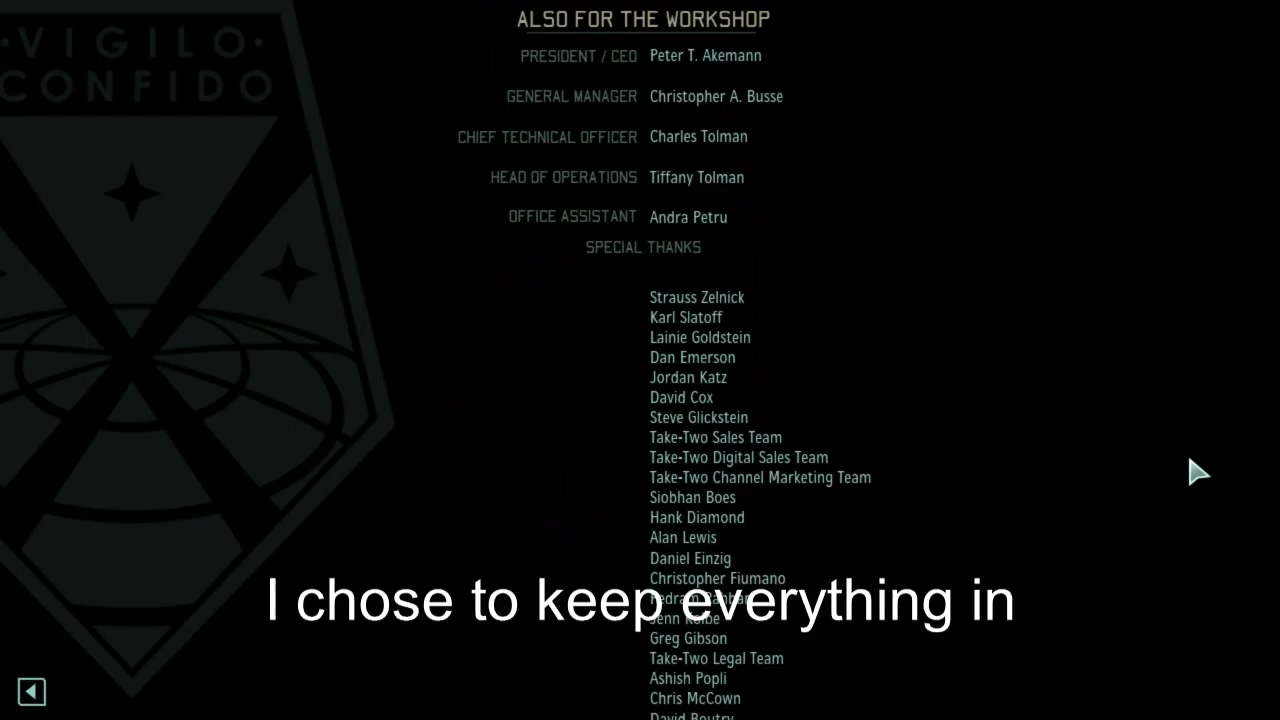 ·VIGILO·
CONFIDO
ALSO FOR THE WORKSHOP
PRESIDENT / CEO Peter T. Akemann
GENERAL MANAGER Christopher A. Busse
CHIEF TECHNICAL OFFICER Charles Tolman
HEAD OF OPERATIONS Tiffany Tolman
OFFICE ASSISTANT Andra Petru
SPECIAL THANKS
Strauss Zelnick
Karl Slatoff
Lainie Goldstein
Dan Emerson
Jordan Katz
David Cox
Steve Glickstein
Take-Two Sales Team
Take-Two Digital Sales Team
Take-Two Channel Marketing Team
Siobhan Boes
Hank Diamond
Alan Lewis
Daniel Einzig
Christopher Fiumano
I chose to keep everything in
Jenn Kolbe
Greg Gibson
Take-Two Legal Team
Ashish Popli
Chris McCown
David